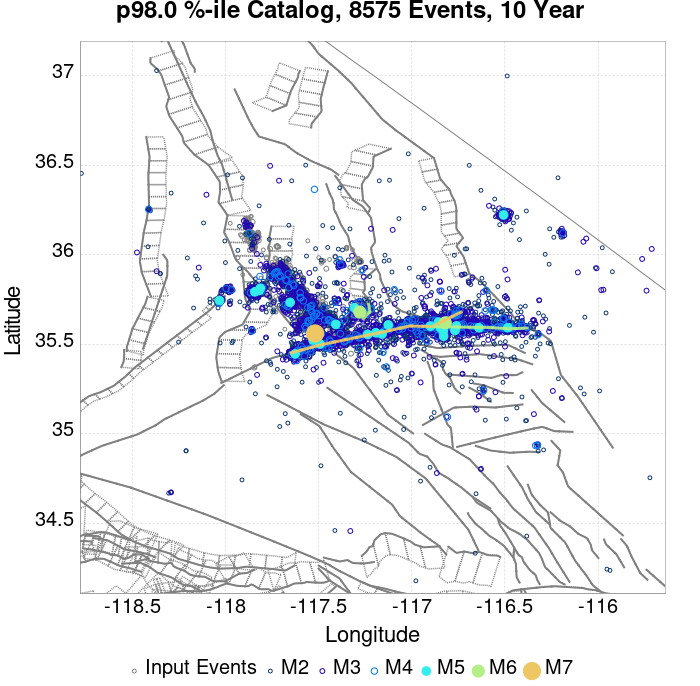 p98.0 %-ile Catalog, 8575 Events, 10 Year
37
36.5
36
35.5
35
34.5
Latitude
-118.5 -118 -117.5 -117 -116.5 -116
Longitude
Input Events M2 M3 M4 M5 M6 M7